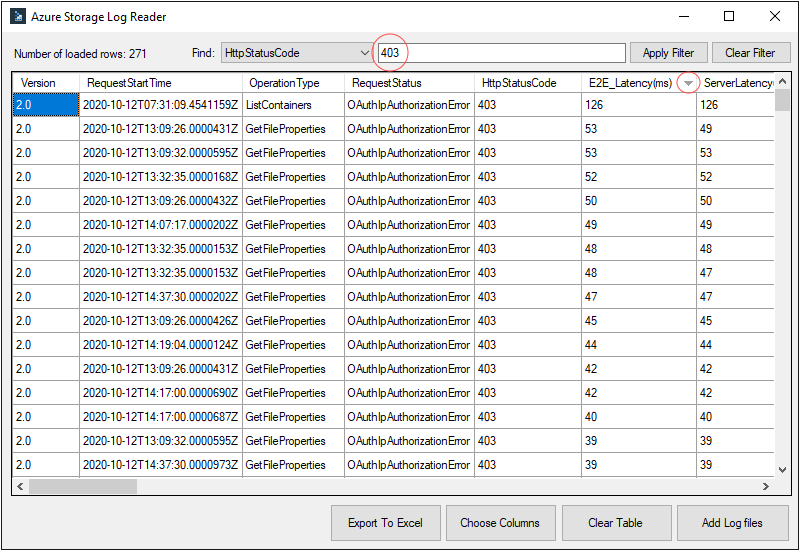 Azure Storage Log Reader
Number of loaded rows: 271 Find: HttpStatusCode 403 Apply Filter Clear Filter
Version RequestStartTime OperationType RequestStatus HttpStatusCode E2E_Latency(ms) ServerLatency(
2.0 2020-10-12T07:31:09.4541159Z ListContainers OAuthIpAuthorizationError 403 126 126
2.0 2020-10-12T13:09:26.0000431Z GetFileProperties OAuthIpAuthorizationError 403 53 49
2.0 2020-10-12T13:09:32.0000595Z GetFileProperties OAuthIpAuthorizationError 403 53 53
2.0 2020-10-12T13:32:35.0000168Z GetFileProperties OAuthIpAuthorizationError 403 52 52
2.0 2020-10-12T13:09:26.0000432Z GetFileProperties OAuthIpAuthorizationError 403 50 50
2.0 2020-10-12T14:07:17.0000202Z GetFileProperties OAuthIpAuthorizationError 403 49 49
2.0 2020-10-12T13:32:35.0000153Z GetFileProperties OAuthIpAuthorizationError 403 48 48
2.0 2020-10-12T13:32:35.0000153Z GetFileProperties OAuthIpAuthorizationError 403 48 47
2.0 2020-10-12T14:37:30.0000202Z GetFileProperties OAuthIpAuthorizationError 403 47 47
2.0 2020-10-12T13:09:26.0000426Z GetFileProperties OAuthIpAuthorizationError 403 45 45
2.0 2020-10-12T14:19:04.0000124Z GetFileProperties OAuthIpAuthorizationError 403 44 44
2.0 2020-10-12T13:09:26.0000431Z GetFileProperties OAuthIpAuthorizationError 403 42 42
2.0 2020-10-12T14:17:00.0000690Z GetFileProperties OAuthIpAuthorizationError 403 42 42
2.0 2020-10-12T14:17:00.0000687Z GetFileProperties OAuthIpAuthorizationError 403 40 40
2.0 2020-10-12T13:09:32.0000595Z GetFileProperties OAuthIpAuthorizationError 403 39 39
2.0 2020-10-12T14:37:30.0000973Z GetFileProperties OAuthIpAuthorizationError 403 39 39
Export To Excel Choose Columns Clear Table Add Log files